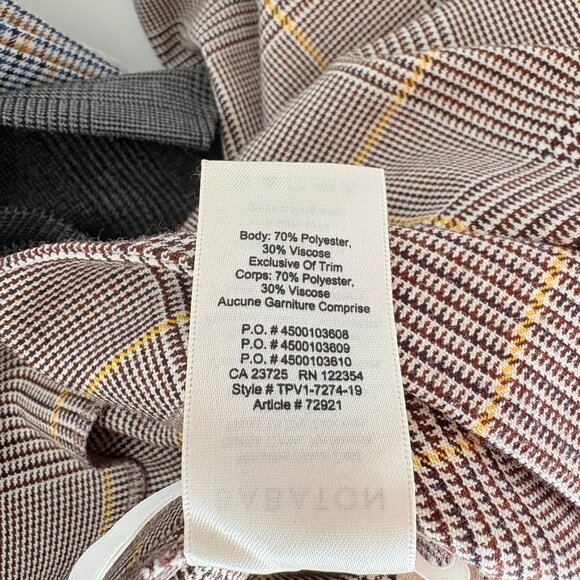 Body: 70% Polyester,
30% Viscose
Exclusive Of Trim
Corps: 70% Polyester,
30% Viscose
Aucune Garniture Comprise
P.O. # 4500103608
P.O. # 4500103609
P.O. # 4500103610
CA 23725 RN 122354
Style # TPV1-7274-19
Article # 72921
BABATON